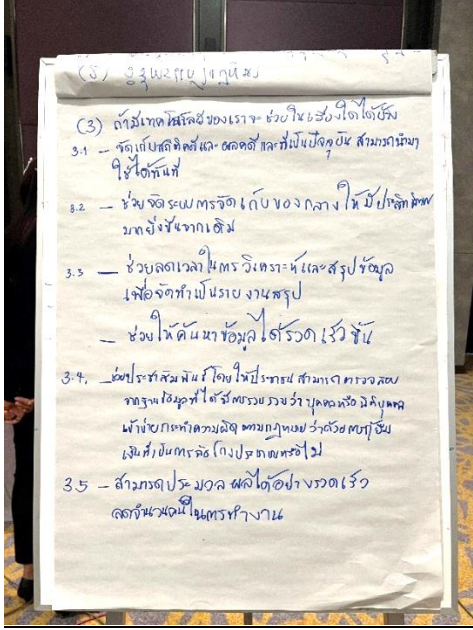 (3) ถ้ามีเทคโนโลยีของเราจะช่วยในเรื่องใดได้บ้าง
3.1 – จัดเก็บสถิติคดีและผลคดี และที่เป็นปัจจุบัน สามารถนำมา
ใช้ได้ทันที
3.2 – ช่วยจัดระบบการจัดเก็บของกลางให้มีประสิทธิภาพ
มากยิ่งขึ้นจากเดิม
3.3 – ช่วยลดเวลาในการวิเคราะห์และสรุปข้อมูล
เพื่อจัดทำเป็นรายงานสรุป
– ช่วยให้ค้นหาข้อมูลได้รวดเร็วขึ้น
3.4. – ช่วยประชาสัมพันธ์ โดยให้ประชาชนสามารถตรวจสอบ
จากฐานข้อมูลที่ได้มีการรวบรวมว่า บุคคลหรือนิติบุคคล
เข้าข่ายกระทำความผิดตามกฎหมายว่าด้วยการกู้ยืม
เงินที่เป็นการฉ้อโกงประชาชนหรือไม่
3.5 – สามารถประมวลผลได้อย่างรวดเร็ว
ลดจำนวนคนในการทำงาน